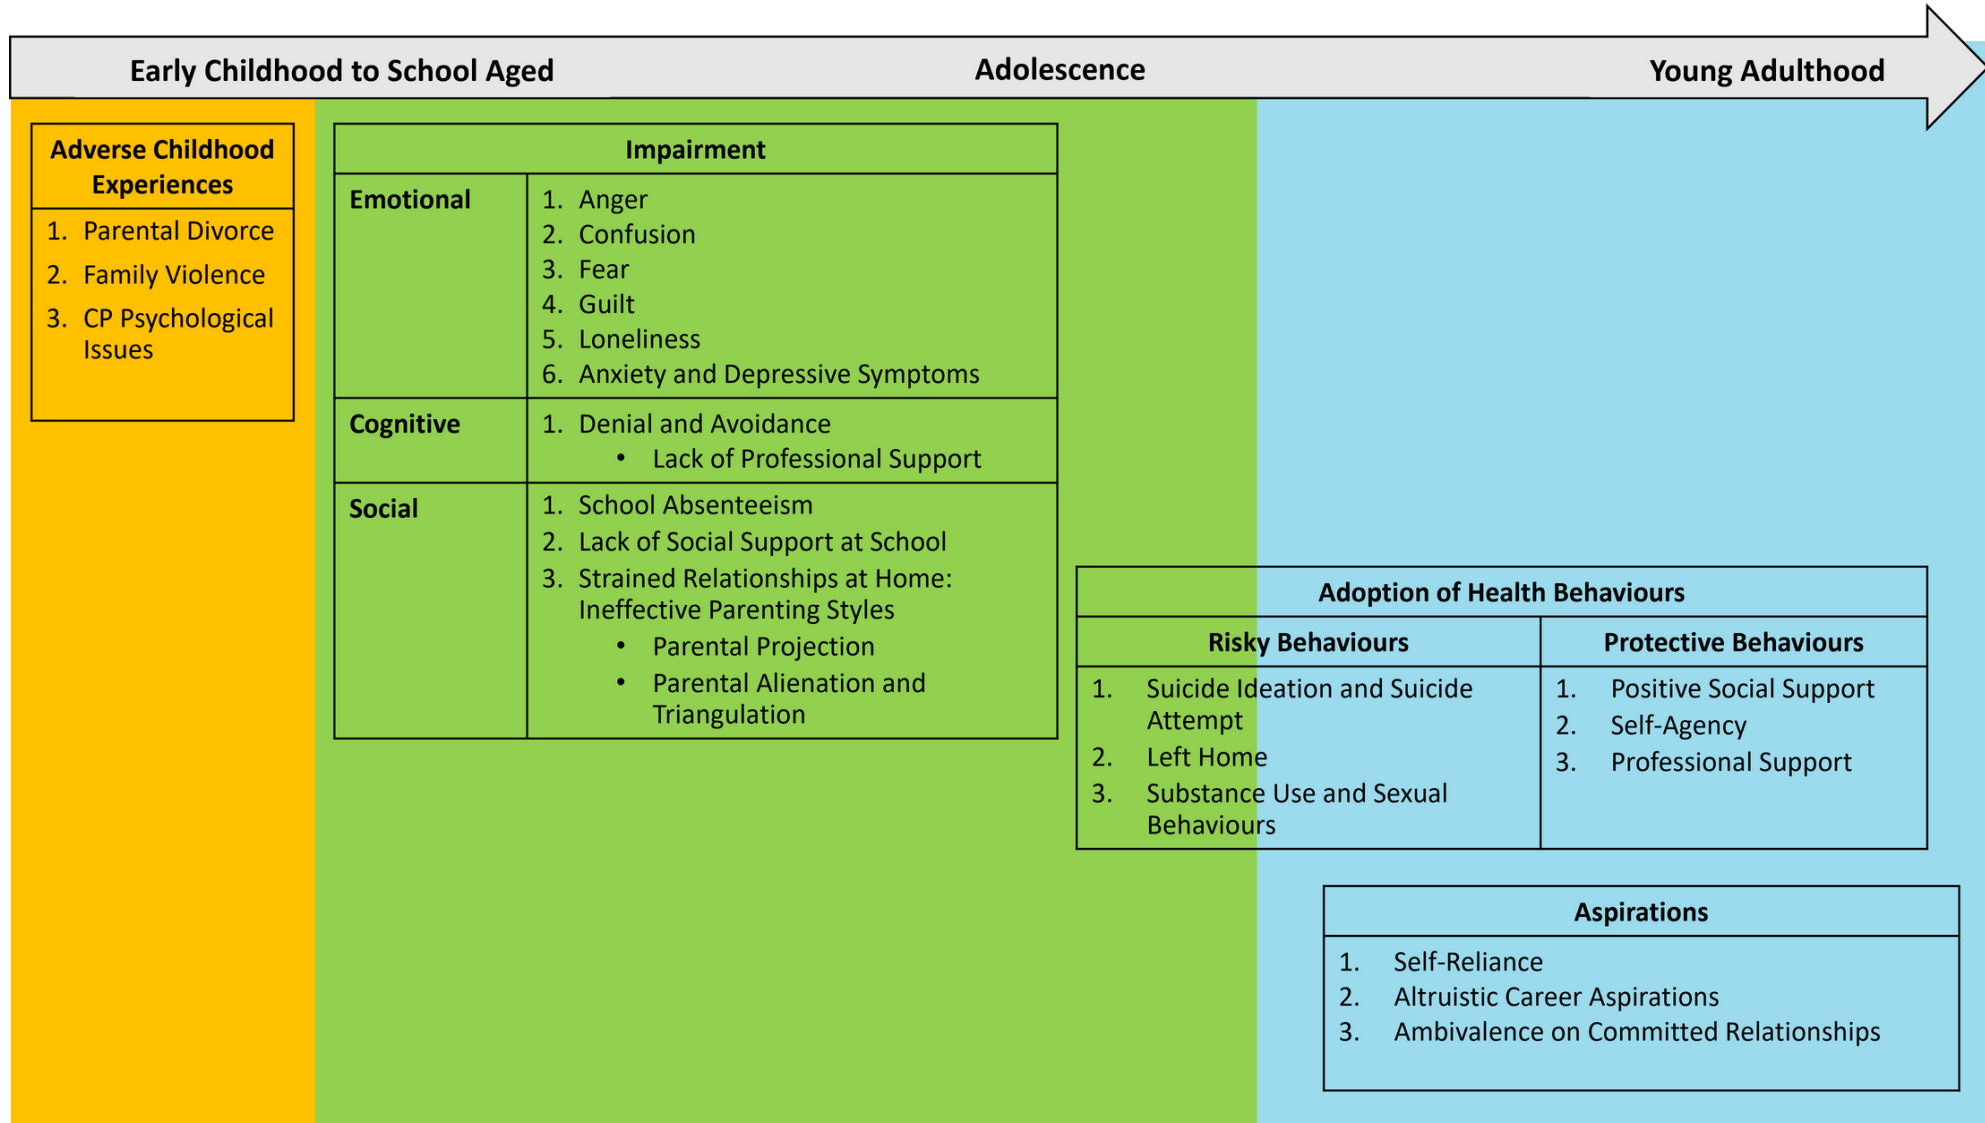 Early Childhood to School Aged
Adolescence
Young Adulthood
Adverse Childhood
Experiences
1. Parental Divorce
2. Family Violence
3. CP Psychological
Issues
Impairment
Emotional
1. Anger
2. Confusion
3. Fear
4. Guilt
5. Loneliness
6. Anxiety and Depressive Symptoms
Cognitive
1. Denial and Avoidance
• Lack of Professional Support
Social
1. School Absenteeism
2. Lack of Social Support at School
3. Strained Relationships at Home:
Ineffective Parenting Styles
• Parental Projection
• Parental Alienation and
Triangulation
Adoption of Health Behaviours
Risky Behaviours
1. Suicide Ideation and Suicide
Attempt
2. Left Home
3. Substance Use and Sexual
Behaviours
Protective Behaviours
1. Positive Social Support
2. Self-Agency
3. Professional Support
Aspirations
1. Self-Reliance
2. Altruistic Career Aspirations
3. Ambivalence on Committed Relationships